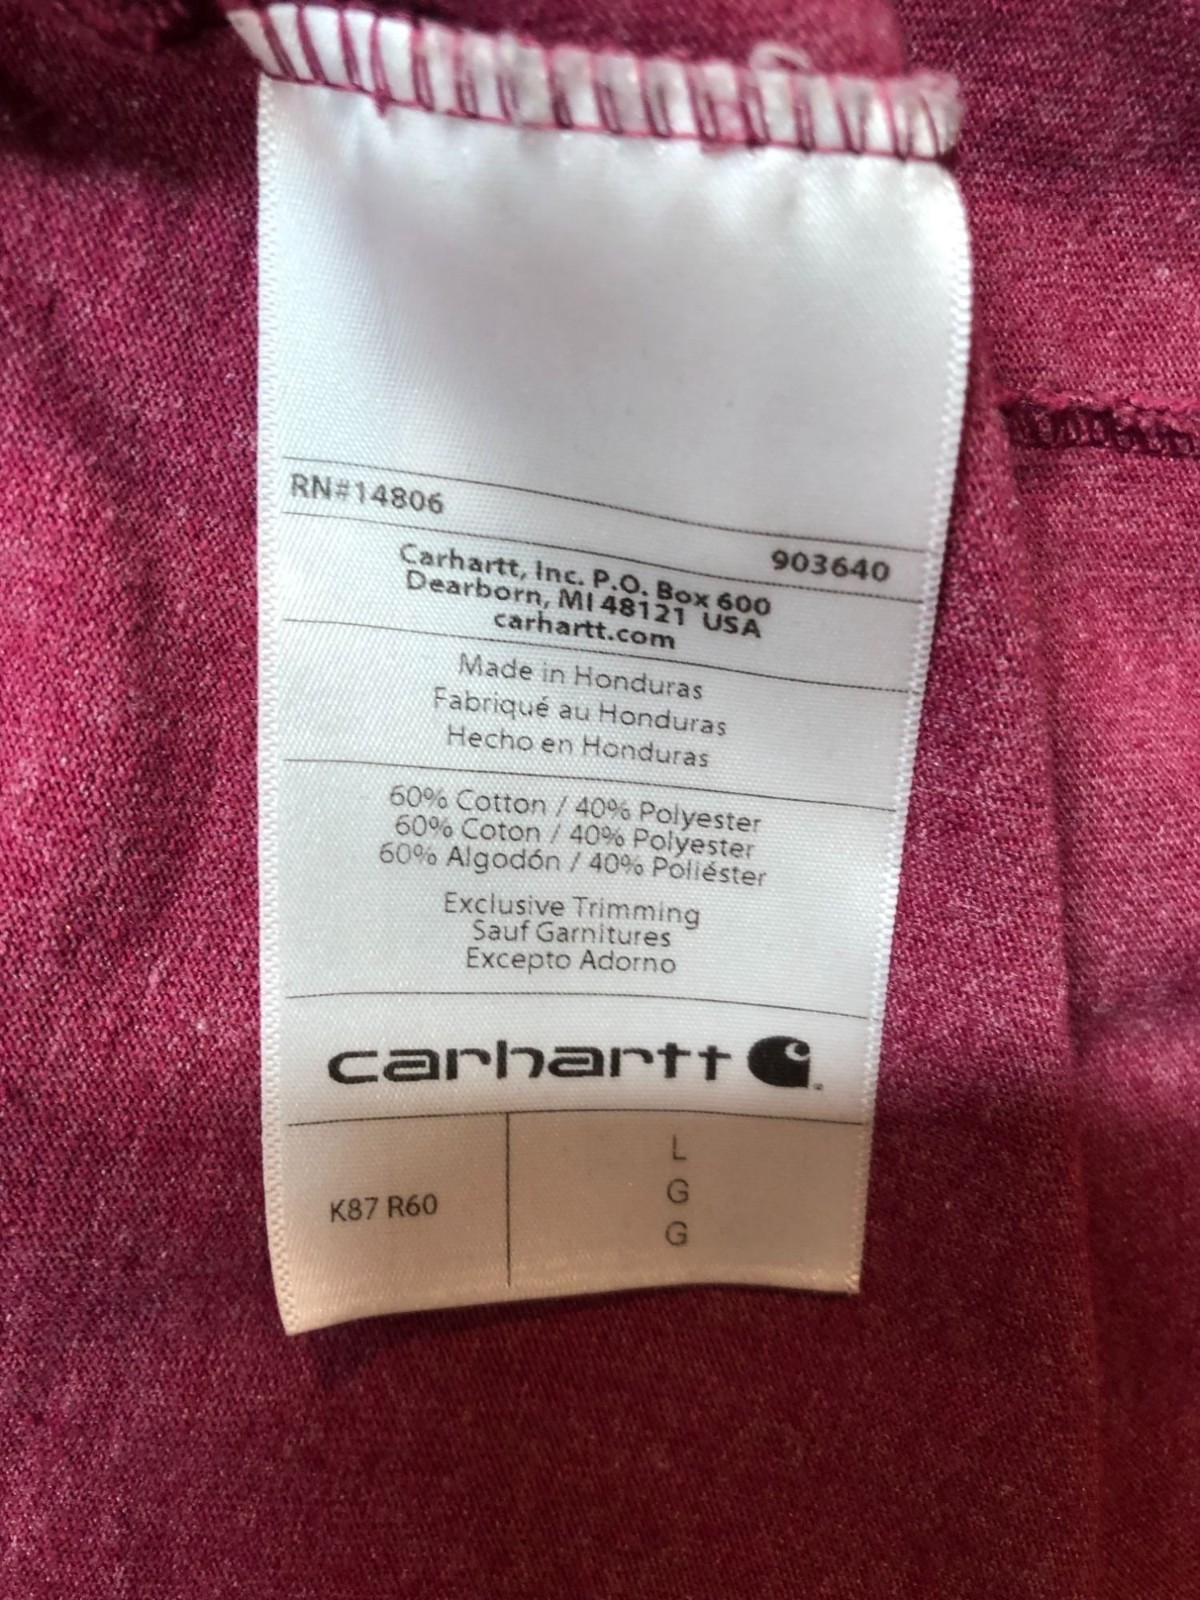 RN#14806
903640
Carhartt, Inc. P.O. Box 600
Dearborn, MI 48121 USA
carhartt.com
Made in Honduras
Fabriqué au Honduras
Hecho en Honduras
60% Cotton / 40% Polyester
60% Coton / 40% Polyester
60% Algodón / 40% Poliéster
Exclusive Trimming
Sauf Garnitures
Excepto Adorno
carhartt
K87 R60
L
G
G